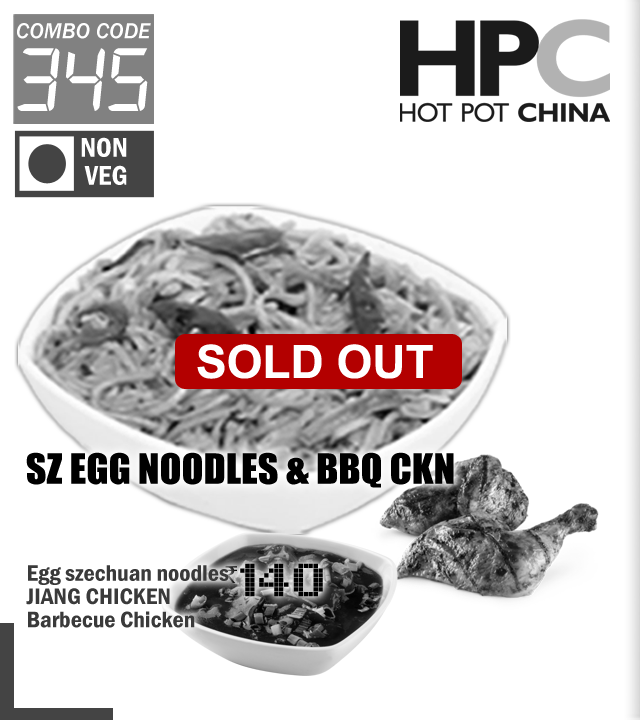 COMBO CODE
345
NON
VEG
HPC
HOT POT CHINA
SOLD OUT
SZ EGG NOODLES & BBQ CKN
Egg szechuan noodles
₹140
JIANG CHICKEN
Barbecue Chicken